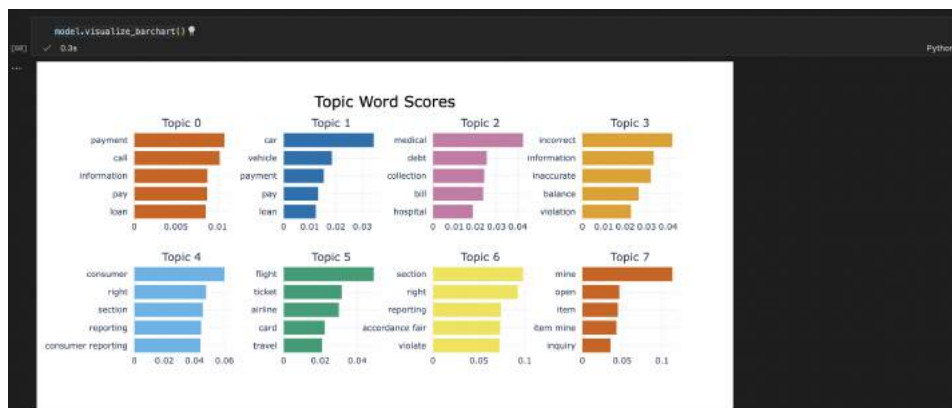 model.visualize_barchart()
[98] ✓ 0.3s
Python
...
Topic Word Scores
Topic 0
payment
call
information
pay
loan
0 0.005 0.01
Topic 1
car
vehicle
payment
pay
loan
0 0.01 0.02 0.03
Topic 2
medical
debt
collection
bill
hospital
0 0.01 0.02 0.03 0.04
Topic 3
incorrect
information
inaccurate
balance
violation
0 0.01 0.02 0.03 0.04
Topic 4
consumer
right
section
reporting
consumer reporting
0 0.02 0.04 0.06
Topic 5
flight
ticket
airline
card
travel
0 0.02 0.04
Topic 6
section
right
reporting
accordance fair
violate
0 0.05 0.1
Topic 7
mine
open
item
item mine
inquiry
0 0.05 0.1